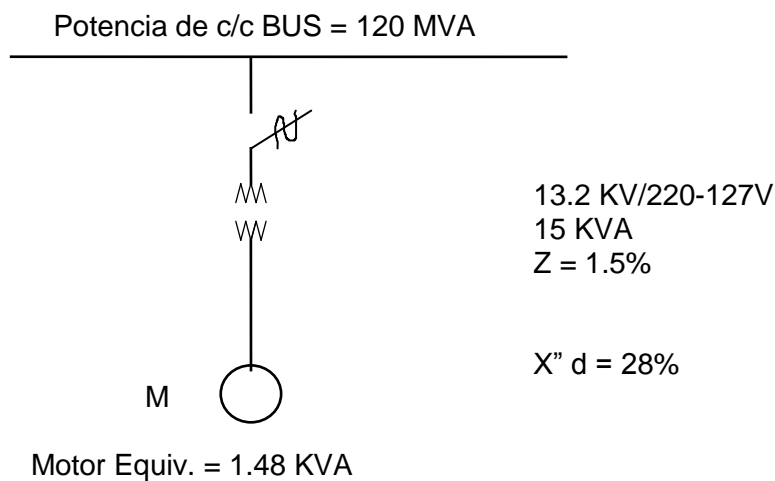 Potencia de c/c BUS = 120 MVA
13.2 KV/220-127V
15 KVA
Z = 1.5%
X” d = 28%
M
Motor Equiv. = 1.48 KVA